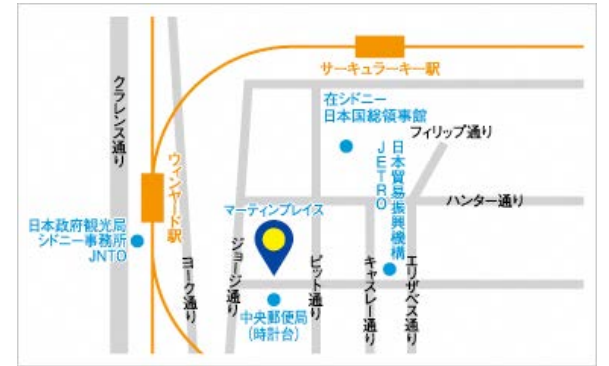 サーキュラーキー駅
クラレンス通り
在シドニー
日本国総領事館
フィリップ通り
ウィンヤード駅
日本貿易振興機構
JETRO
ハンター通り
マーティンプレイス
日本政府観光局
シドニー事務所
JNTO
ヨーク通り
ジョージ通り
ピット通り
キャスレー通り
エリザベス通り
中央郵便局
(時計台)